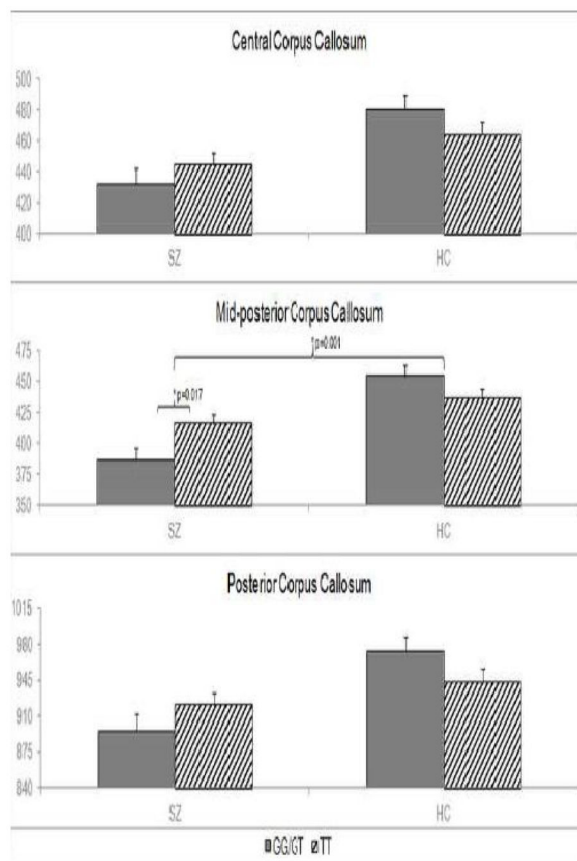 Central Corpus Callosum
500
480
460
440
420
400
SZ
HC
Mid-posterior Corpus Callosum
475
450
425
400
375
350
*p=0.001
*p=0.017
SZ
HC
Posterior Corpus Callosum
1015
980
945
910
875
840
SZ
HC
GG/GT TT